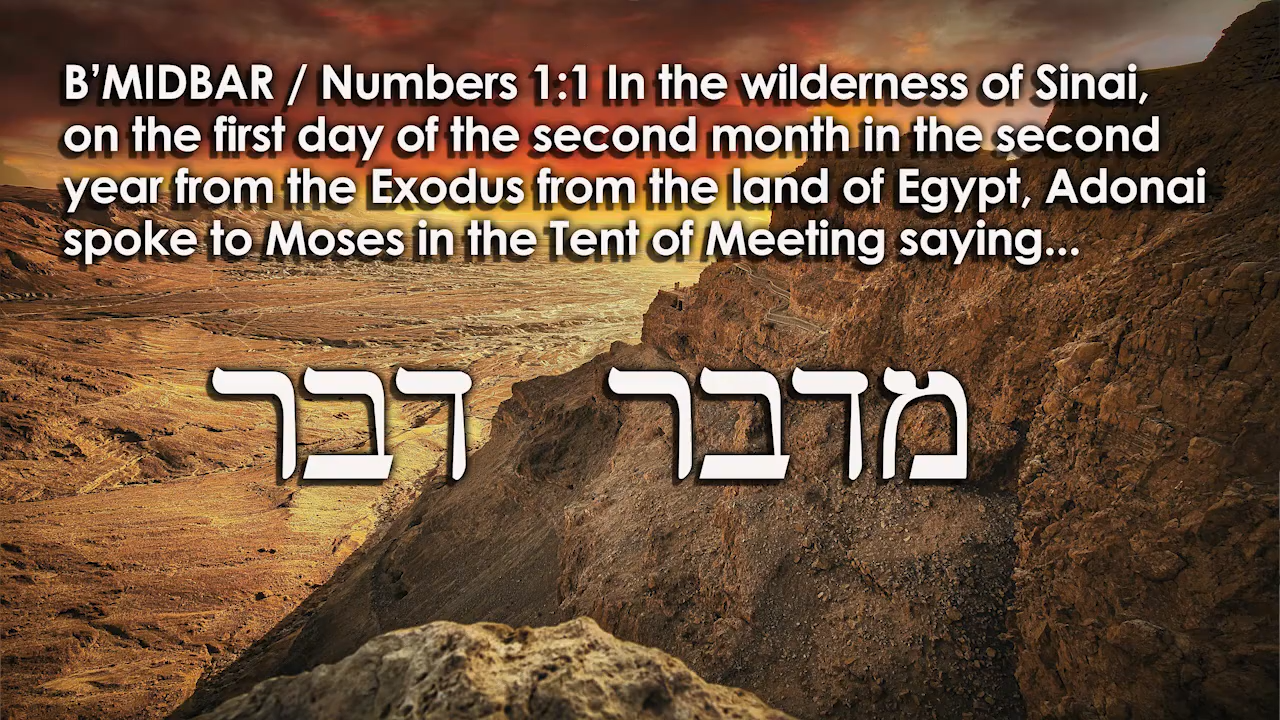 B’MIDBAR / Numbers 1:1 In the wilderness of Sinai,
on the first day of the second month in the second
year from the Exodus from the land of Egypt, Adonai
spoke to Moses in the Tent of Meeting saying...
מדבר דבר